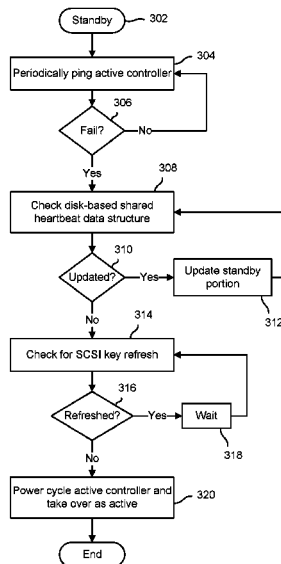 Standby
302
304
Periodically ping active controller
306
Fail?
No
Yes
308
Check disk-based shared
heartbeat data structure
310
Updated?
Yes
Update standby
portion
312
No
314
Check for SCSI key refresh
316
Refreshed?
Yes
Wait
318
No
Power cycle active controller and
take over as active
320
End